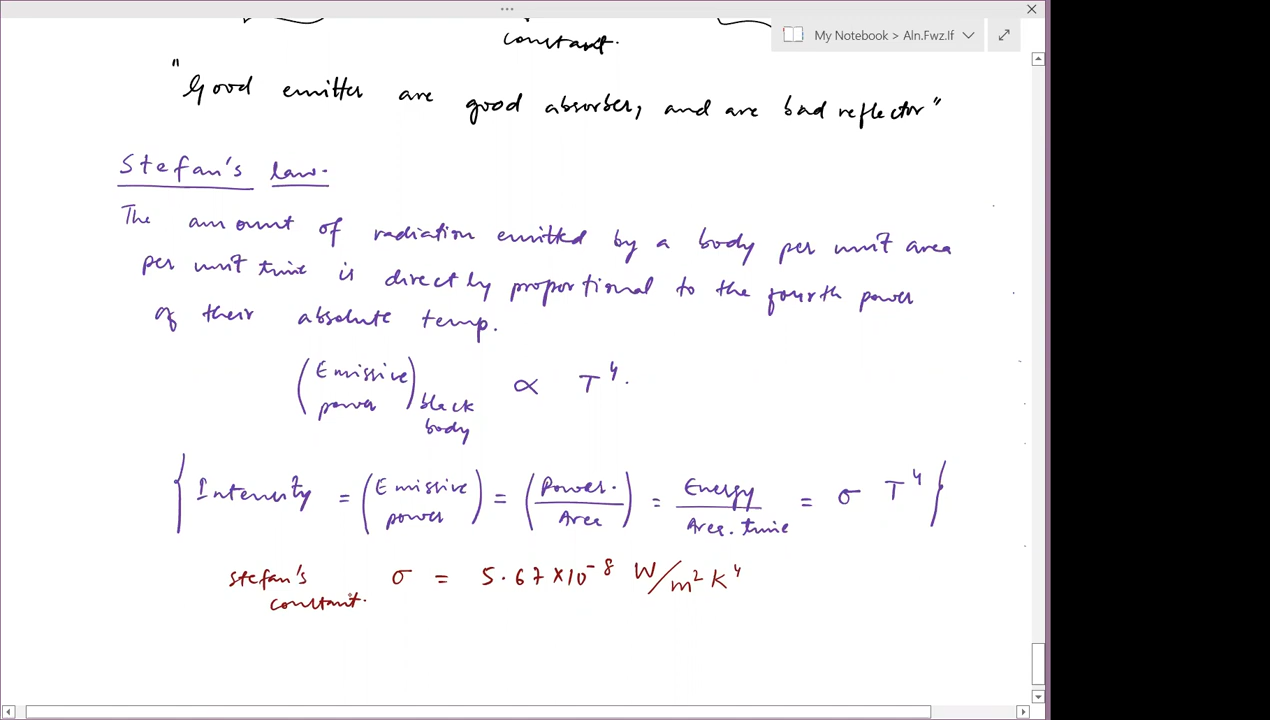 constant.
My Notebook > Aln.Fwz.If
"Good emitter are good absorber, and are bad reflector"
Stefan's law.
The amount of radiation emitted by a body per unit area
per unit time is directly proportional to the fourth power
of their absolute temp.
(Emissive power) black body ∝ T⁴.
{Intensity = (Emissive power) = (Power. / Area) = Energy / Area. time = σ T⁴}
Stefan's constant. σ = 5.67×10⁻⁸ W/m² K⁴